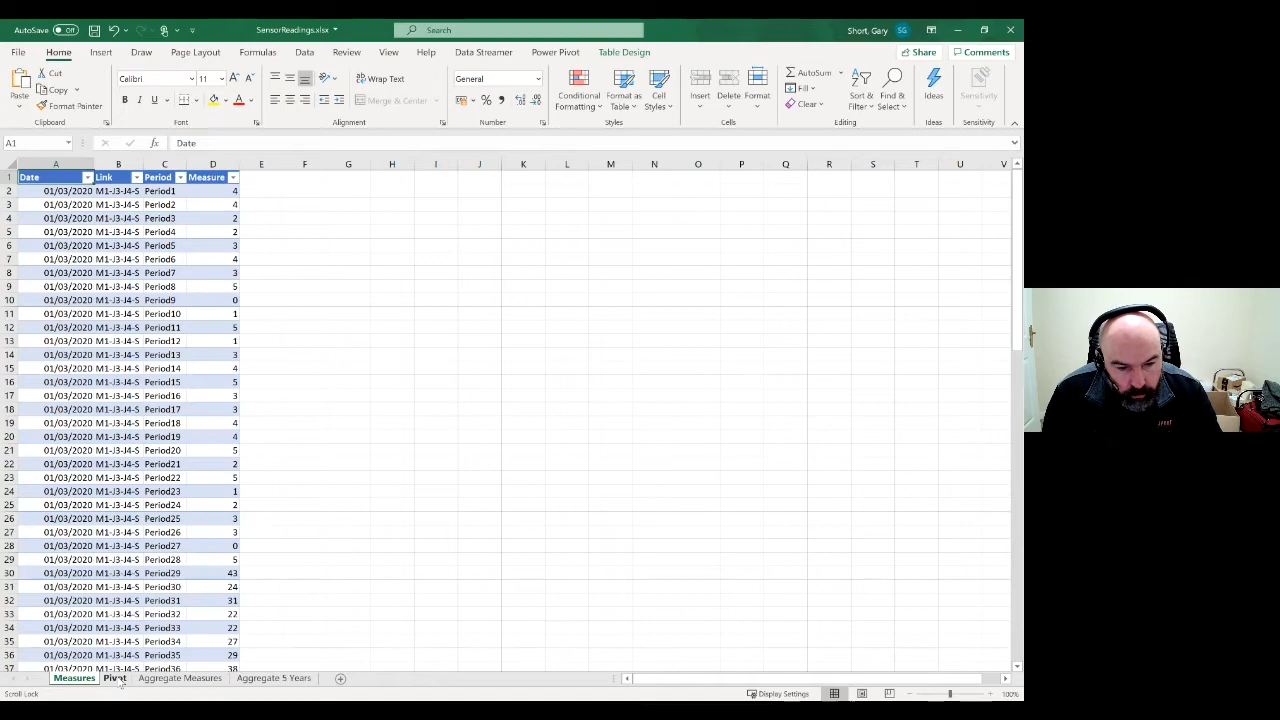 AutoSave Off SensorReadings.xlsx Search Short, Gary SG
File Home Insert Draw Page Layout Formulas Data Review View Help Data Streamer Power Pivot Table Design Share Comments
Paste Cut Copy Format Painter Calibri 11 A A B I U A Wrap Text Merge & Center General % , Conditional Formatting Format as Table Cell Styles Insert Delete Format AutoSum Fill Clear Sort & Filter Find & Select Ideas Sensitivity
Clipboard Font Alignment Number Styles Cells Editing Ideas Sensitivity
A1 fx Date
A B C D E F G H I J K L M N O P Q R S T U V
1 Date Link Period Measure
2 01/03/2020 M1-J3-J4-S Period1 4
3 01/03/2020 M1-J3-J4-S Period2 4
4 01/03/2020 M1-J3-J4-S Period3 2
5 01/03/2020 M1-J3-J4-S Period4 2
6 01/03/2020 M1-J3-J4-S Period5 3
7 01/03/2020 M1-J3-J4-S Period6 4
8 01/03/2020 M1-J3-J4-S Period7 3
9 01/03/2020 M1-J3-J4-S Period8 5
10 01/03/2020 M1-J3-J4-S Period9 0
11 01/03/2020 M1-J3-J4-S Period10 1
12 01/03/2020 M1-J3-J4-S Period11 5
13 01/03/2020 M1-J3-J4-S Period12 1
14 01/03/2020 M1-J3-J4-S Period13 3
15 01/03/2020 M1-J3-J4-S Period14 4
16 01/03/2020 M1-J3-J4-S Period15 5
17 01/03/2020 M1-J3-J4-S Period16 3
18 01/03/2020 M1-J3-J4-S Period17 3
19 01/03/2020 M1-J3-J4-S Period18 4
20 01/03/2020 M1-J3-J4-S Period19 4
21 01/03/2020 M1-J3-J4-S Period20 5
22 01/03/2020 M1-J3-J4-S Period21 2
23 01/03/2020 M1-J3-J4-S Period22 5
24 01/03/2020 M1-J3-J4-S Period23 1
25 01/03/2020 M1-J3-J4-S Period24 2
26 01/03/2020 M1-J3-J4-S Period25 3
27 01/03/2020 M1-J3-J4-S Period26 3
28 01/03/2020 M1-J3-J4-S Period27 0
29 01/03/2020 M1-J3-J4-S Period28 5
30 01/03/2020 M1-J3-J4-S Period29 43
31 01/03/2020 M1-J3-J4-S Period30 24
32 01/03/2020 M1-J3-J4-S Period31 31
33 01/03/2020 M1-J3-J4-S Period32 22
34 01/03/2020 M1-J3-J4-S Period33 22
35 01/03/2020 M1-J3-J4-S Period34 27
36 01/03/2020 M1-J3-J4-S Period35 29
37 01/03/2020 M1-J3-J4-S Period36 38
Measures Pivot Aggregate Measures Aggregate 5 Years
Scroll Lock Display Settings 100%